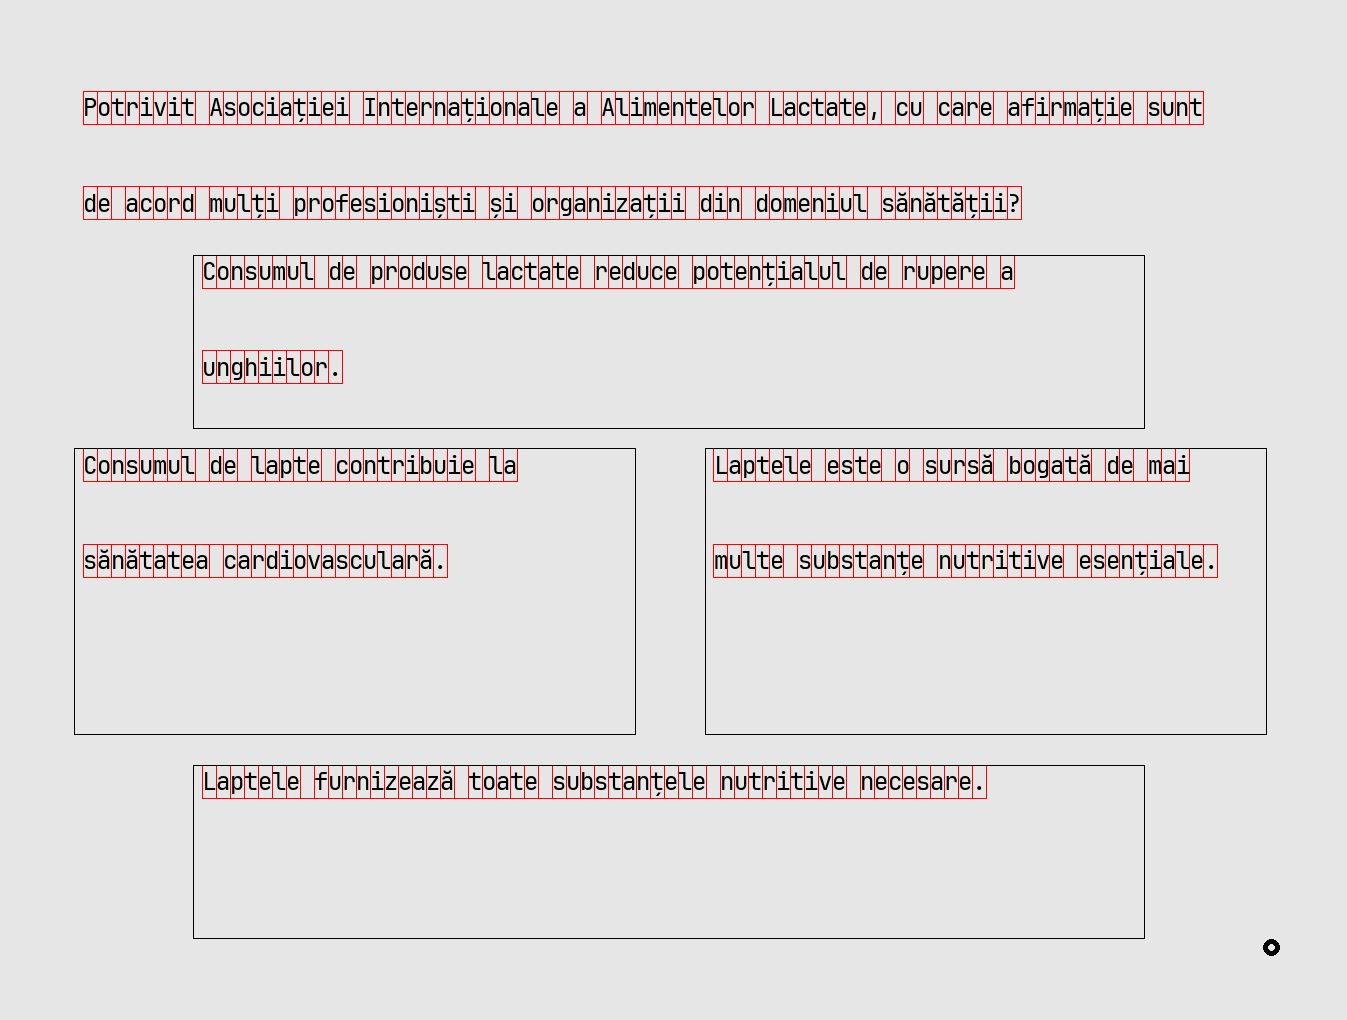 Potrivit Asociației Internaționale a Alimentelor Lactate, cu care afirmație sunt
de acord mulți profesioniști și organizații din domeniul sănătății?
Consumul de produse lactate reduce potențialul de rupere a
unghiilor.
Consumul de lapte contribuie la
sănătatea cardiovasculară.
Laptele este o sursă bogată de mai
multe substanțe nutritive esențiale.
Laptele furnizează toate substanțele nutritive necesare.